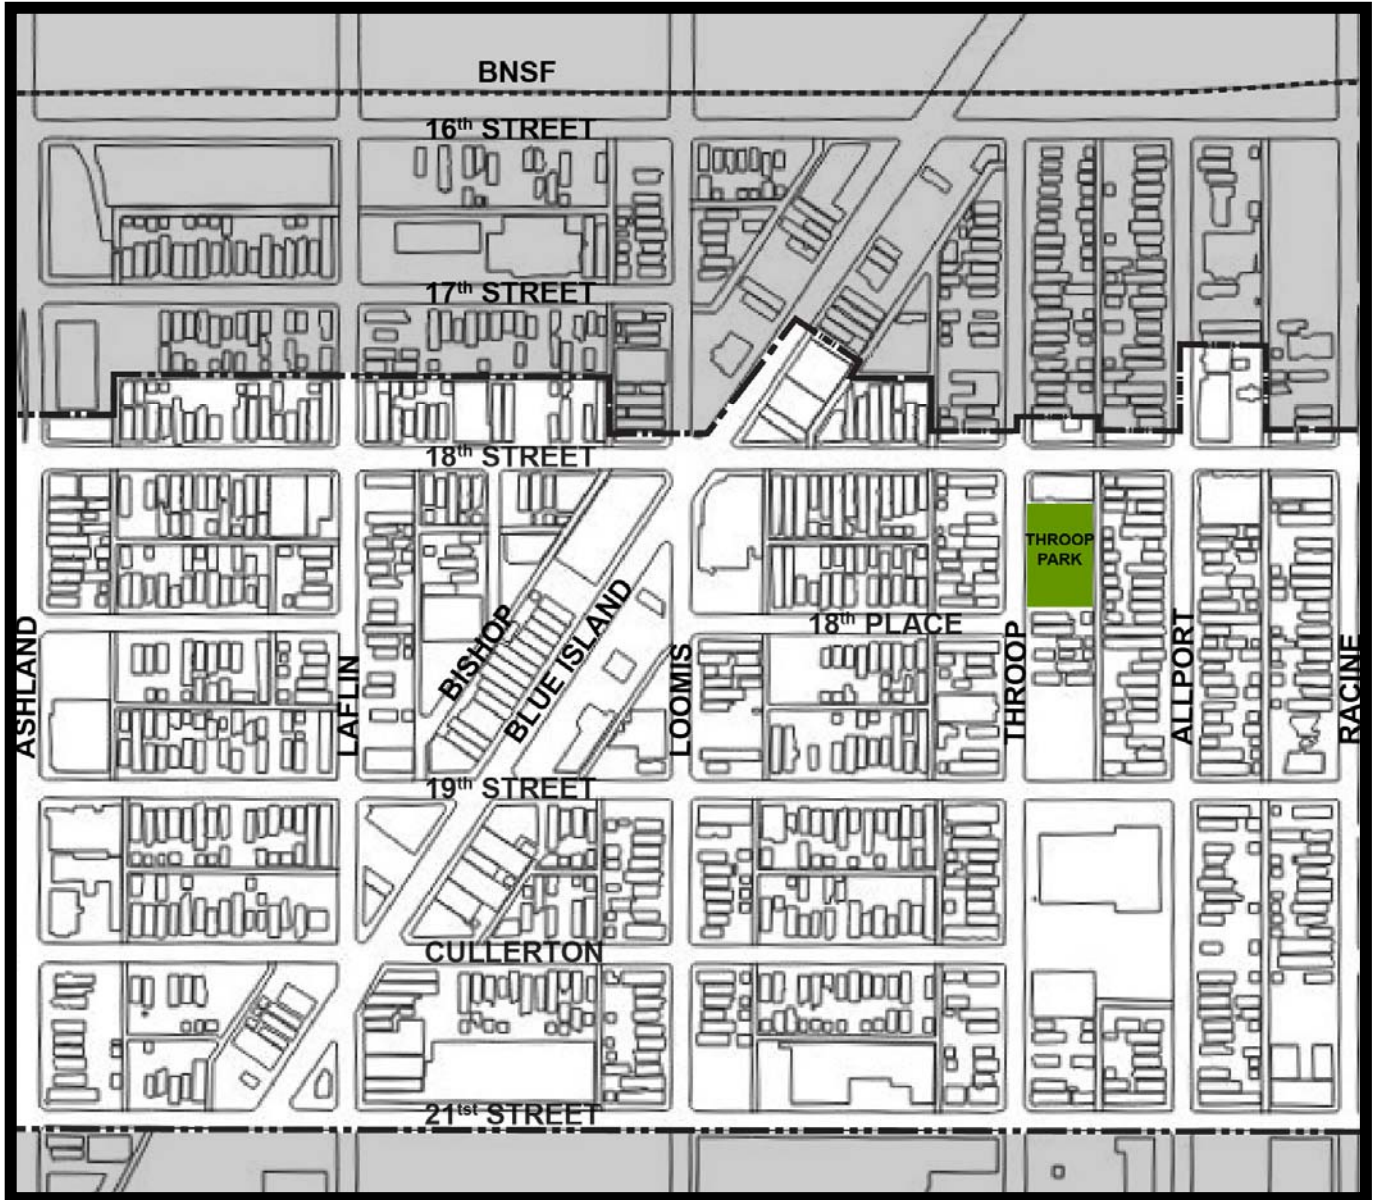 BNSF
16th STREET
17th STREET
18th STREET
THROOP
PARK
ASHLAND
LAFLIN
BISHOP
BLUE ISLAND
LOOMIS
18th PLACE
THROOP
ALLPORT
RACINE
19th STREET
CULLERTON
21tst STREET